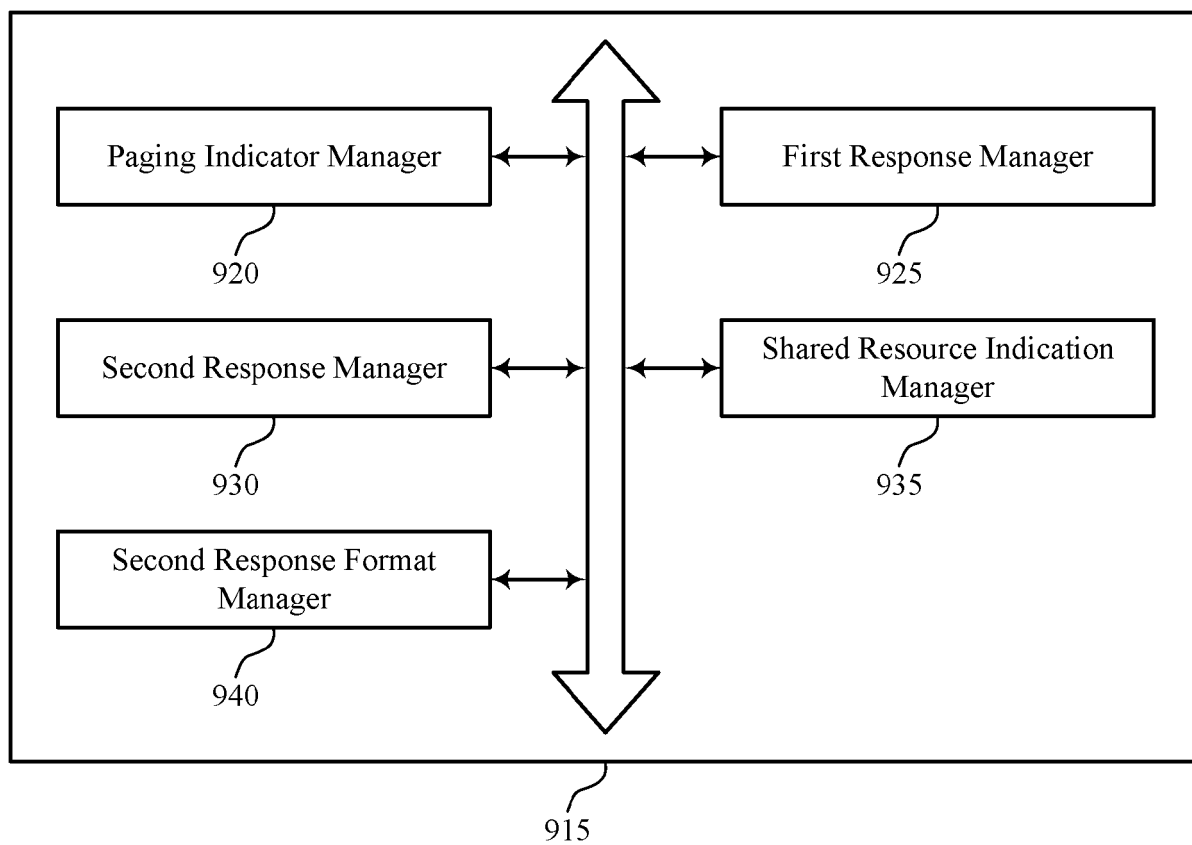 Paging Indicator Manager
920
First Response Manager
925
Second Response Manager
930
Shared Resource Indication
Manager
935
Second Response Format
Manager
940
915